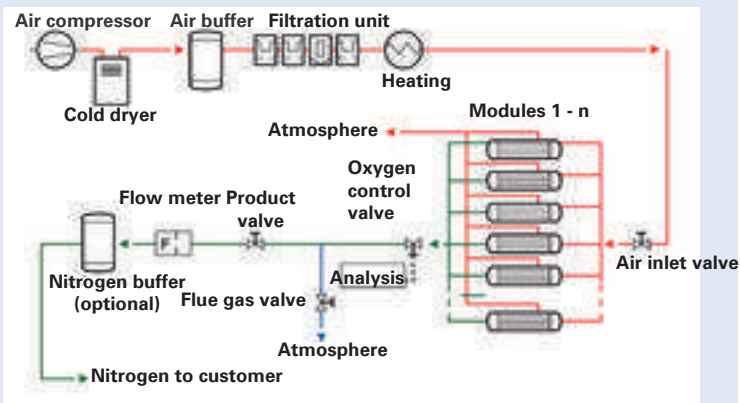 Air compressor
Air buffer
Filtration unit
Cold dryer
Heating
Modules 1 - n
Atmosphere
Oxygen
control
valve
Flow meter
Product
valve
F
Air inlet valve
Analysis
Nitrogen buffer
(optional)
Flue gas valve
Atmosphere
Nitrogen to customer